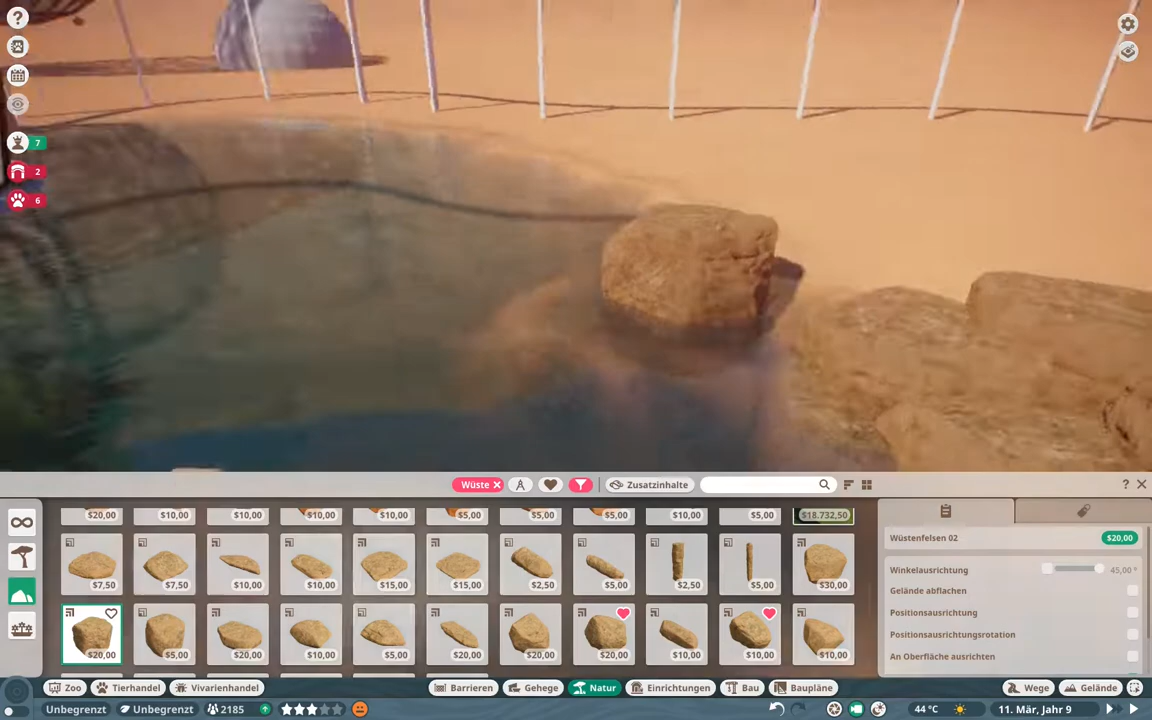 ?
7
2
6
Wüste ×
Zusatzinhalte
? ×
$20,00 $10,00 $10,00 $10,00 $10,00 $5,00 $5,00 $5,00 $10,00 $5,00 $18.732,50
$7,50 $7,50 $10,00 $10,00 $15,00 $15,00 $2,50 $5,00 $2,50 $5,00 $30,00
$20,00 $5,00 $20,00 $10,00 $5,00 $20,00 $20,00 $20,00 $10,00 $10,00 $10,00
Wüstenfelsen 02 $20,00
Winkelausrichtung 45,00 °
Gelände abflachen
Positionsausrichtung
Positionsausrichtungsrotation
An Oberfläche ausrichten
Zoo Tierhandel Vivarienhandel Barrieren Gehege Natur Einrichtungen Bau Baupläne Wege Gelände
Unbegrenzt Unbegrenzt 2185 44 °C 11. Mär, Jahr 9